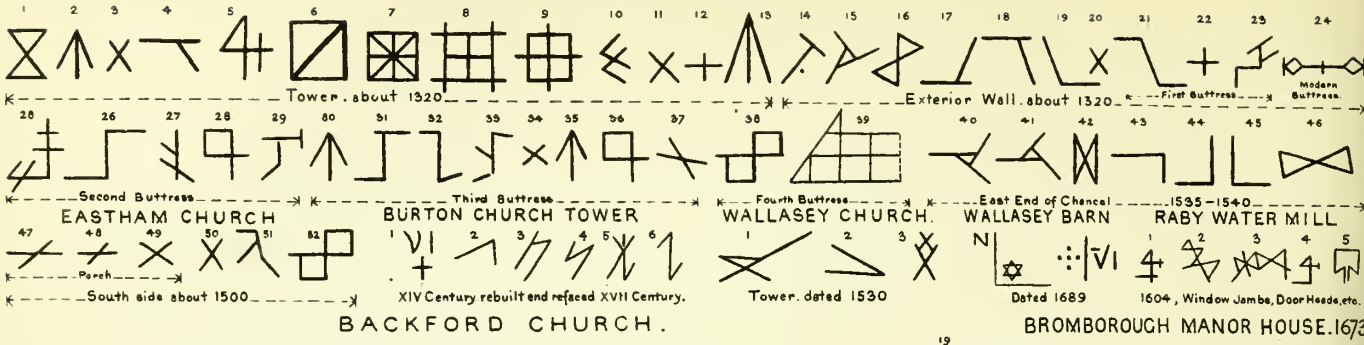 1 2 3 4 5 6 7 8 9 10 11 12 13 14 15 16 17 18 19 20 21 22 23 24
Tower. about 1320
Exterior Wall. about 1320
First Buttress
Modern
Buttress.
28 26 27 28 29 30 31 32 33 34 35 36 37 38 39 40 41 42 43 44 45 46
Second Buttress
Third Buttress
Fourth Buttress
East End of Chancel
1535-1540
EASTHAM CHURCH
BURTON CHURCH TOWER
WALLASEY CHURCH.
WALLASEY BARN
RABY WATER MILL
47 48 49 50 51 52
1 2 3 4 5 6
1 2 3
N
VI
1 2 3 4 5
Porch
South side about 1500
XIV Century rebuilt and refaced XVII Century.
Tower. dated 1530
Dated 1689
1604, Window Jambs, Door Heads, etc.
BACKFORD CHURCH.
BROMBOROUGH MANOR HOUSE. 1673
19